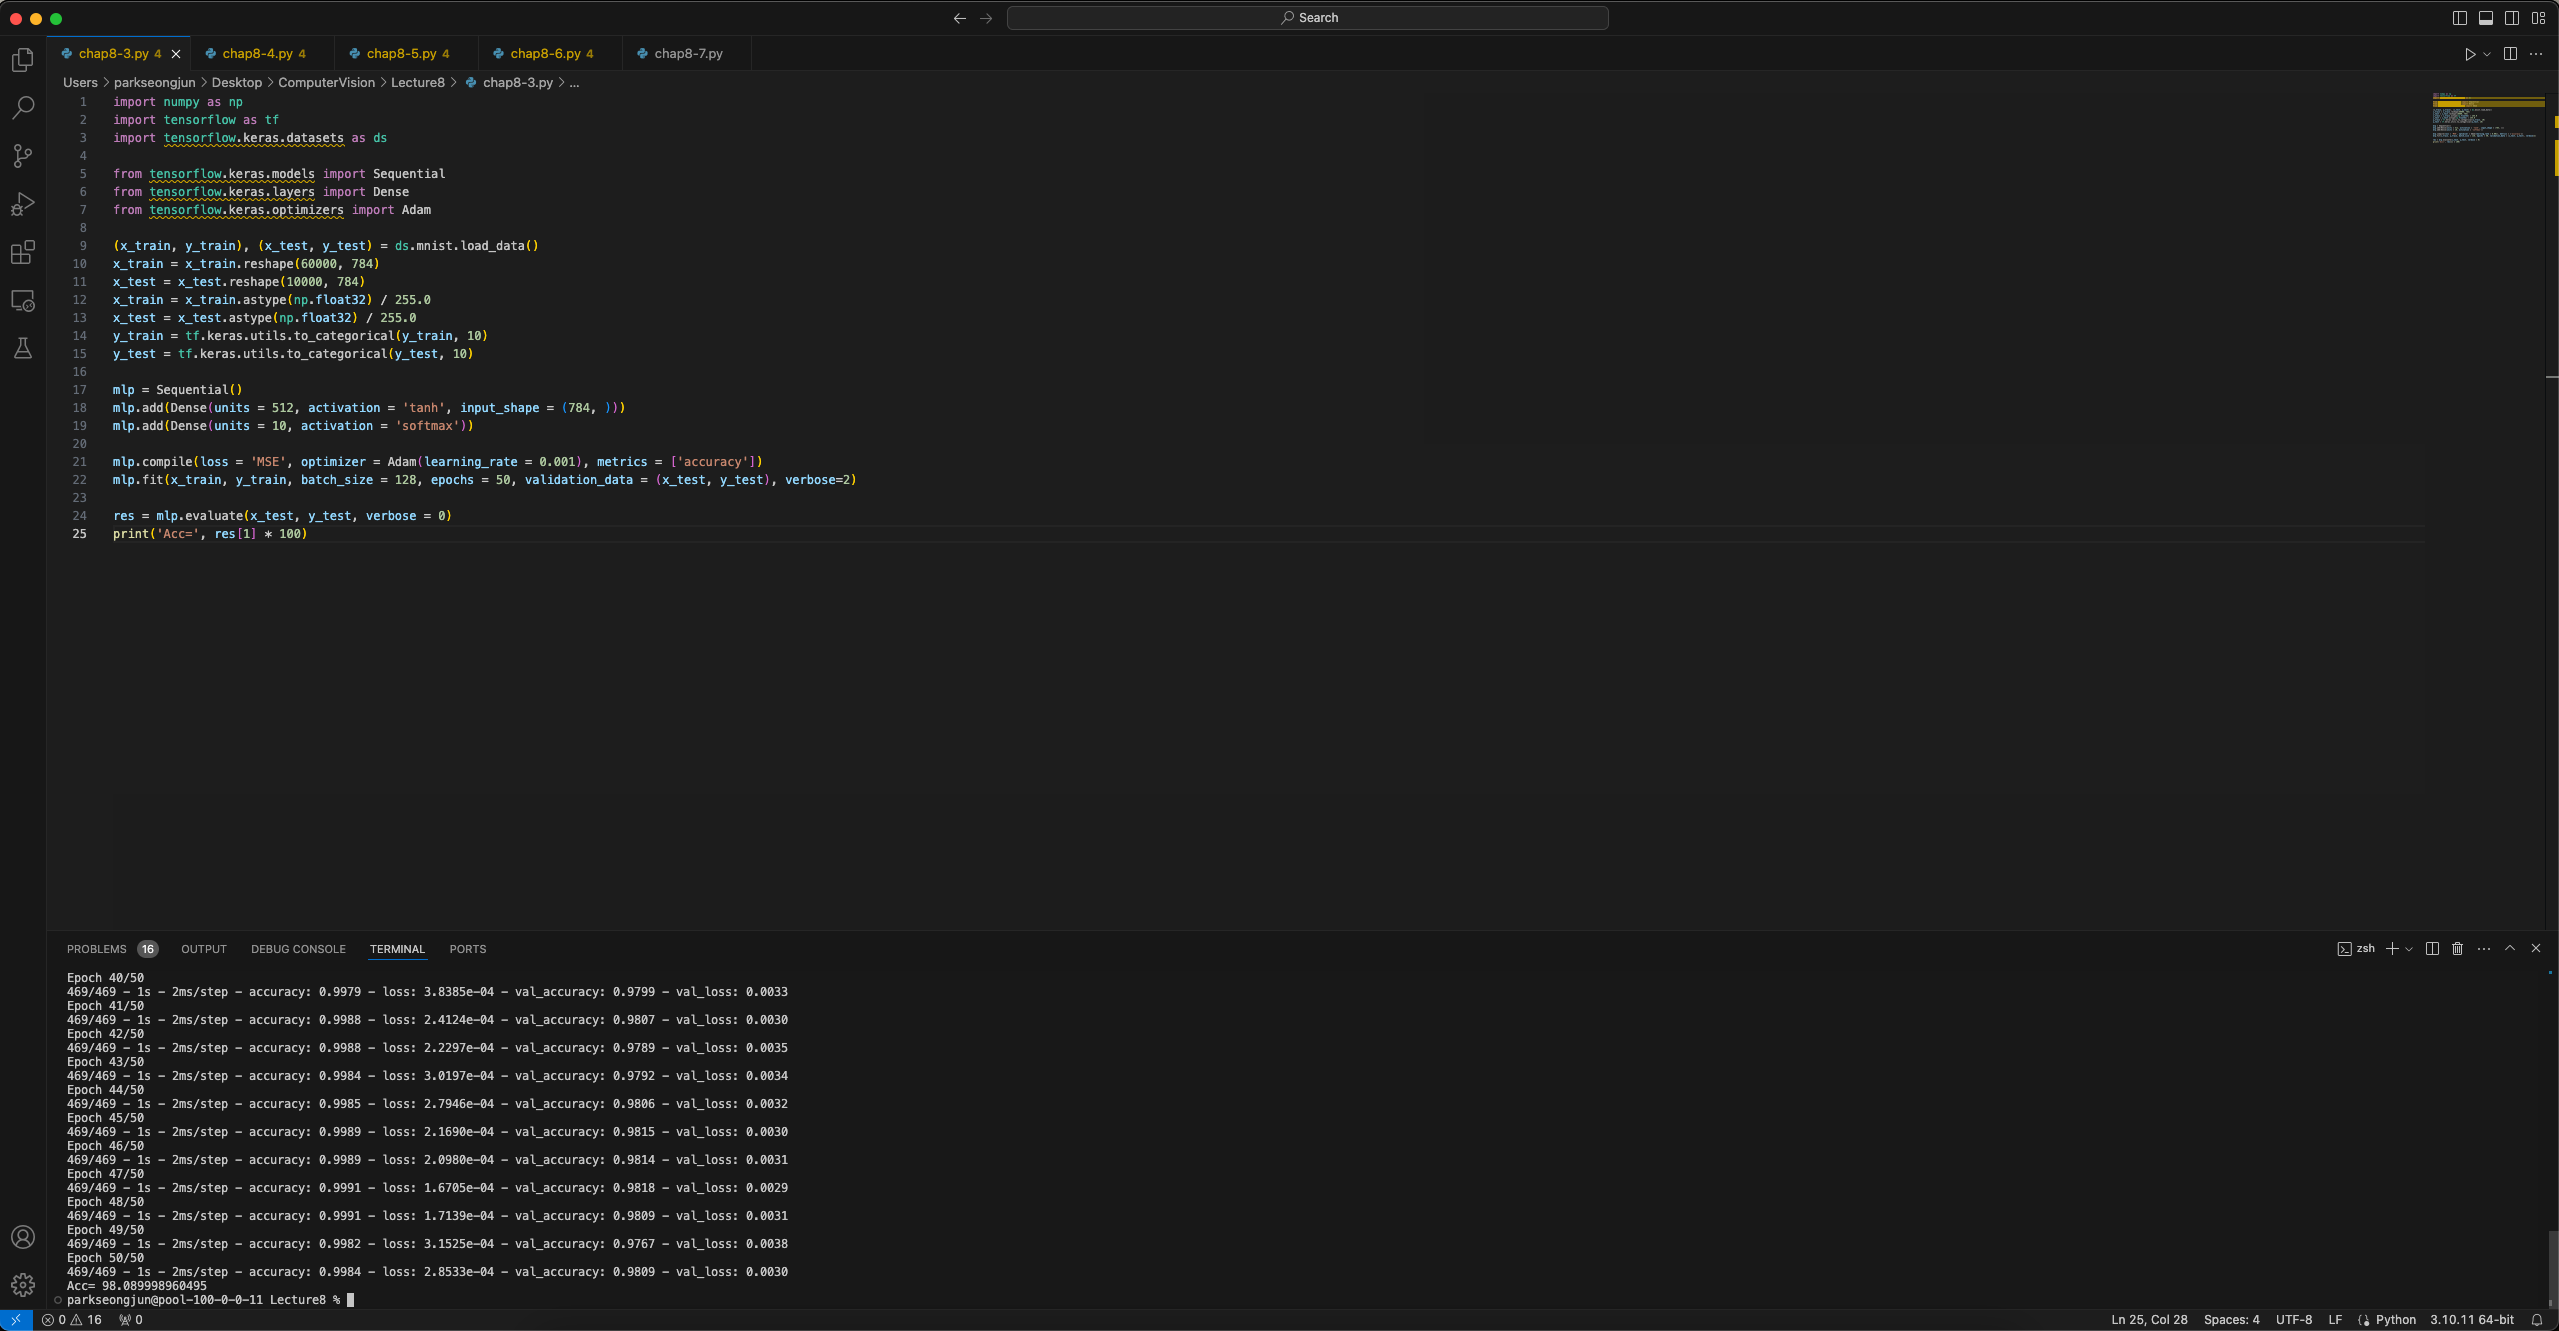 Search
chap8-3.py 4 chap8-4.py 4 chap8-5.py 4 chap8-6.py 4 chap8-7.py
Users > parkseongjun > Desktop > ComputerVision > Lecture8 > chap8-3.py > ...
1 import numpy as np
2 import tensorflow as tf
3 import tensorflow.keras.datasets as ds
4
5 from tensorflow.keras.models import Sequential
6 from tensorflow.keras.layers import Dense
7 from tensorflow.keras.optimizers import Adam
8
9 (x_train, y_train), (x_test, y_test) = ds.mnist.load_data()
10 x_train = x_train.reshape(60000, 784)
11 x_test = x_test.reshape(10000, 784)
12 x_train = x_train.astype(np.float32) / 255.0
13 x_test = x_test.astype(np.float32) / 255.0
14 y_train = tf.keras.utils.to_categorical(y_train, 10)
15 y_test = tf.keras.utils.to_categorical(y_test, 10)
16
17 mlp = Sequential()
18 mlp.add(Dense(units = 512, activation = 'tanh', input_shape = (784, )))
19 mlp.add(Dense(units = 10, activation = 'softmax'))
20
21 mlp.compile(loss = 'MSE', optimizer = Adam(learning_rate = 0.001), metrics = ['accuracy'])
22 mlp.fit(x_train, y_train, batch_size = 128, epochs = 50, validation_data = (x_test, y_test), verbose=2)
23
24 res = mlp.evaluate(x_test, y_test, verbose = 0)
25 print('Acc=', res[1] * 100)
PROBLEMS 16 OUTPUT DEBUG CONSOLE TERMINAL PORTS zsh
Epoch 40/50
469/469 - 1s - 2ms/step - accuracy: 0.9979 - loss: 3.8385e-04 - val_accuracy: 0.9799 - val_loss: 0.0033
Epoch 41/50
469/469 - 1s - 2ms/step - accuracy: 0.9988 - loss: 2.4124e-04 - val_accuracy: 0.9807 - val_loss: 0.0030
Epoch 42/50
469/469 - 1s - 2ms/step - accuracy: 0.9988 - loss: 2.2297e-04 - val_accuracy: 0.9789 - val_loss: 0.0035
Epoch 43/50
469/469 - 1s - 2ms/step - accuracy: 0.9984 - loss: 3.0197e-04 - val_accuracy: 0.9792 - val_loss: 0.0034
Epoch 44/50
469/469 - 1s - 2ms/step - accuracy: 0.9985 - loss: 2.7946e-04 - val_accuracy: 0.9806 - val_loss: 0.0032
Epoch 45/50
469/469 - 1s - 2ms/step - accuracy: 0.9989 - loss: 2.1690e-04 - val_accuracy: 0.9815 - val_loss: 0.0030
Epoch 46/50
469/469 - 1s - 2ms/step - accuracy: 0.9989 - loss: 2.0980e-04 - val_accuracy: 0.9814 - val_loss: 0.0031
Epoch 47/50
469/469 - 1s - 2ms/step - accuracy: 0.9991 - loss: 1.6705e-04 - val_accuracy: 0.9818 - val_loss: 0.0029
Epoch 48/50
469/469 - 1s - 2ms/step - accuracy: 0.9991 - loss: 1.7139e-04 - val_accuracy: 0.9809 - val_loss: 0.0031
Epoch 49/50
469/469 - 1s - 2ms/step - accuracy: 0.9982 - loss: 3.1525e-04 - val_accuracy: 0.9767 - val_loss: 0.0038
Epoch 50/50
469/469 - 1s - 2ms/step - accuracy: 0.9984 - loss: 2.8533e-04 - val_accuracy: 0.9809 - val_loss: 0.0030
Acc= 98.089998960495
parkseongjun@pool-100-0-0-11 Lecture8 %
0 16 0 Ln 25, Col 28 Spaces: 4 UTF-8 LF Python 3.10.11 64-bit